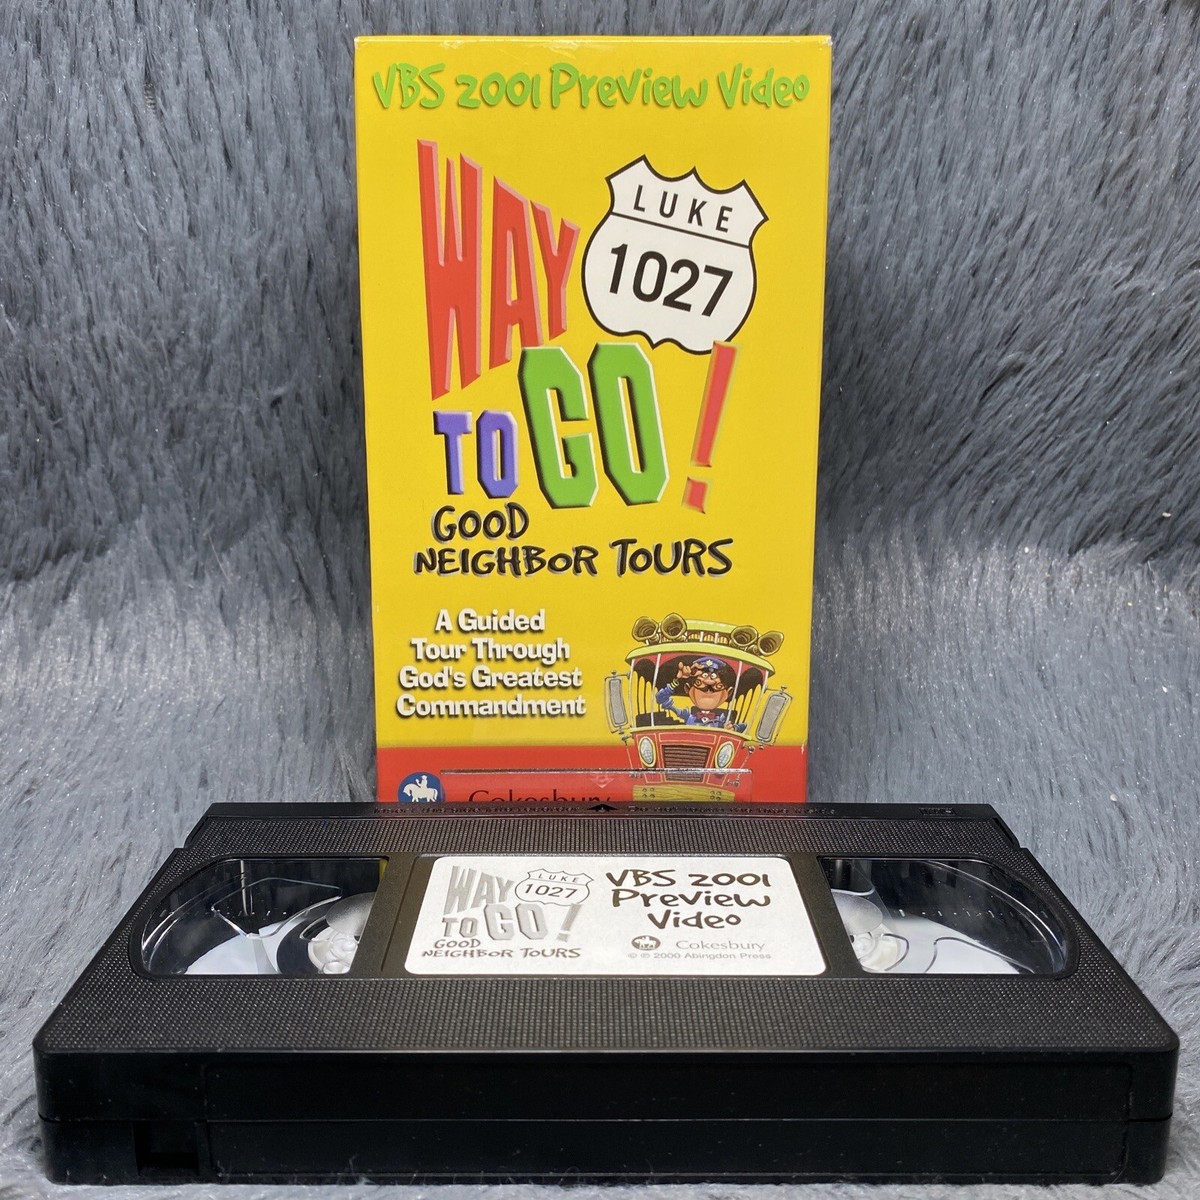 VBS 2001 Preview Video
WAY
LUKE
1027
TO GO!
GOOD
NEIGHBOR TOURS
A Guided
Tour Through
God's Greatest
Commandment
Cokesbury
WAY
LUKE
1027
TO GO!
GOOD
NEIGHBOR TOURS
VBS 2001
Preview
Video
Cokesbury
© ℗ 2000 Abingdon Press